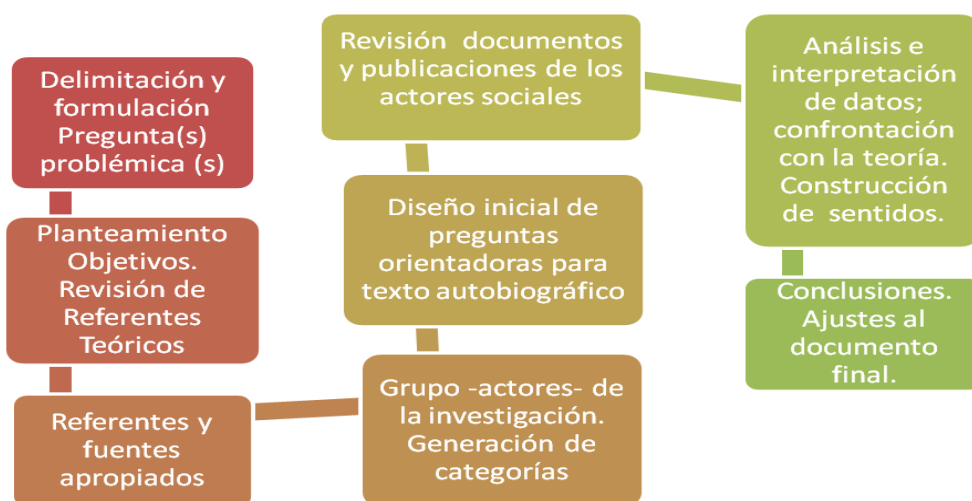 Delimitación y
formulación
Pregunta(s)
problémica (s)
Planteamiento
Objetivos.
Revisión de
Referentes
Teóricos
Referentes y
fuentes
apropiados
Grupo -actores- de
la investigación.
Generación de
categorías
Diseño inicial de
preguntas
orientadoras para
texto autobiográfico
Revisión documentos
y publicaciones de los
actores sociales
Análisis e
interpretación
de datos;
confrontación
con la teoría.
Construcción
de sentidos.
Conclusiones.
Ajustes al
documento
final.